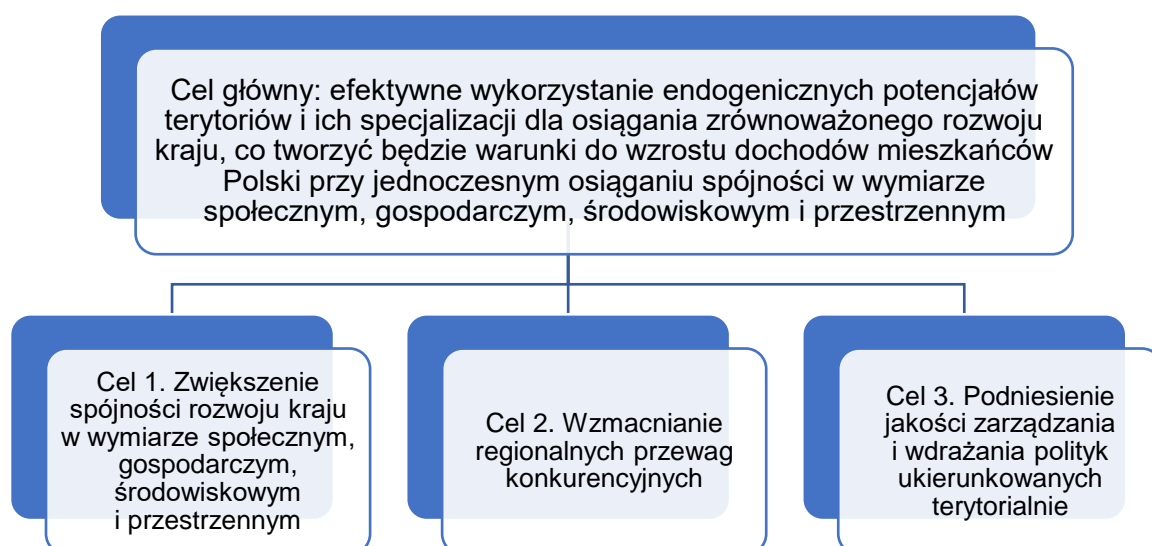 Cel główny: efektywne wykorzystanie endogenicznych potencjałów
terytoriów i ich specjalizacji dla osiągania zrównoważonego rozwoju
kraju, co tworzyć będzie warunki do wzrostu dochodów mieszkańców
Polski przy jednoczesnym osiąganiu spójności w wymiarze
społecznym, gospodarczym, środowiskowym i przestrzennym
Cel 1. Zwiększenie
spójności rozwoju kraju
w wymiarze społecznym,
gospodarczym,
środowiskowym
i przestrzennym
Cel 2. Wzmacnianie
regionalnych przewag
konkurencyjnych
Cel 3. Podniesienie
jakości zarządzania
i wdrażania polityk
ukierunkowanych
terytorialnie